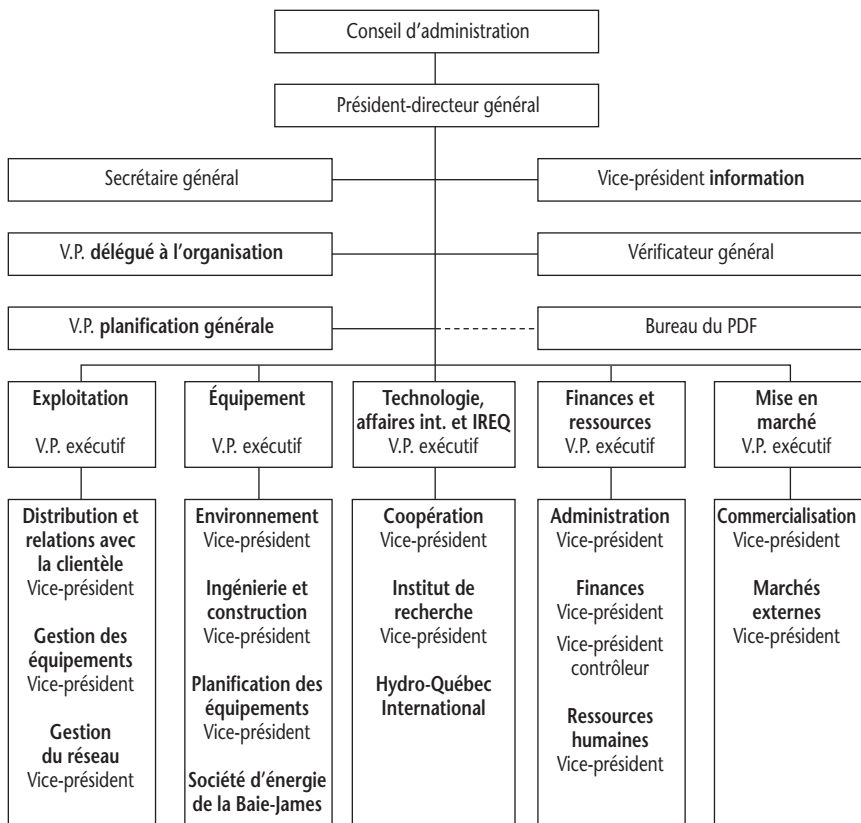 Conseil d'administration
Président-directeur général
Secrétaire général
Vice-président information
V.P. délégué à l'organisation
Vérificateur général
V.P. planification générale
Bureau du PDF
Exploitation
V.P. exécutif
Équipement
V.P. exécutif
Technologie,
affaires int. et IREQ
V.P. exécutif
Finances et
ressources
V.P. exécutif
Mise en
marché
V.P. exécutif
Distribution et
relations avec
la clientèle
Vice-président
Gestion des
équipements
Vice-président
Gestion
du réseau
Vice-président
Environnement
Vice-président
Ingénierie et
construction
Vice-président
Planification des
équipements
Vice-président
Société d'énergie
de la Baie-James
Coopération
Vice-président
Institut de
recherche
Vice-président
Hydro-Québec
International
Administration
Vice-président
Finances
Vice-président
Vice-président
contrôleur
Ressources
humaines
Vice-président
Commercialisation
Vice-président
Marchés
externes
Vice-président